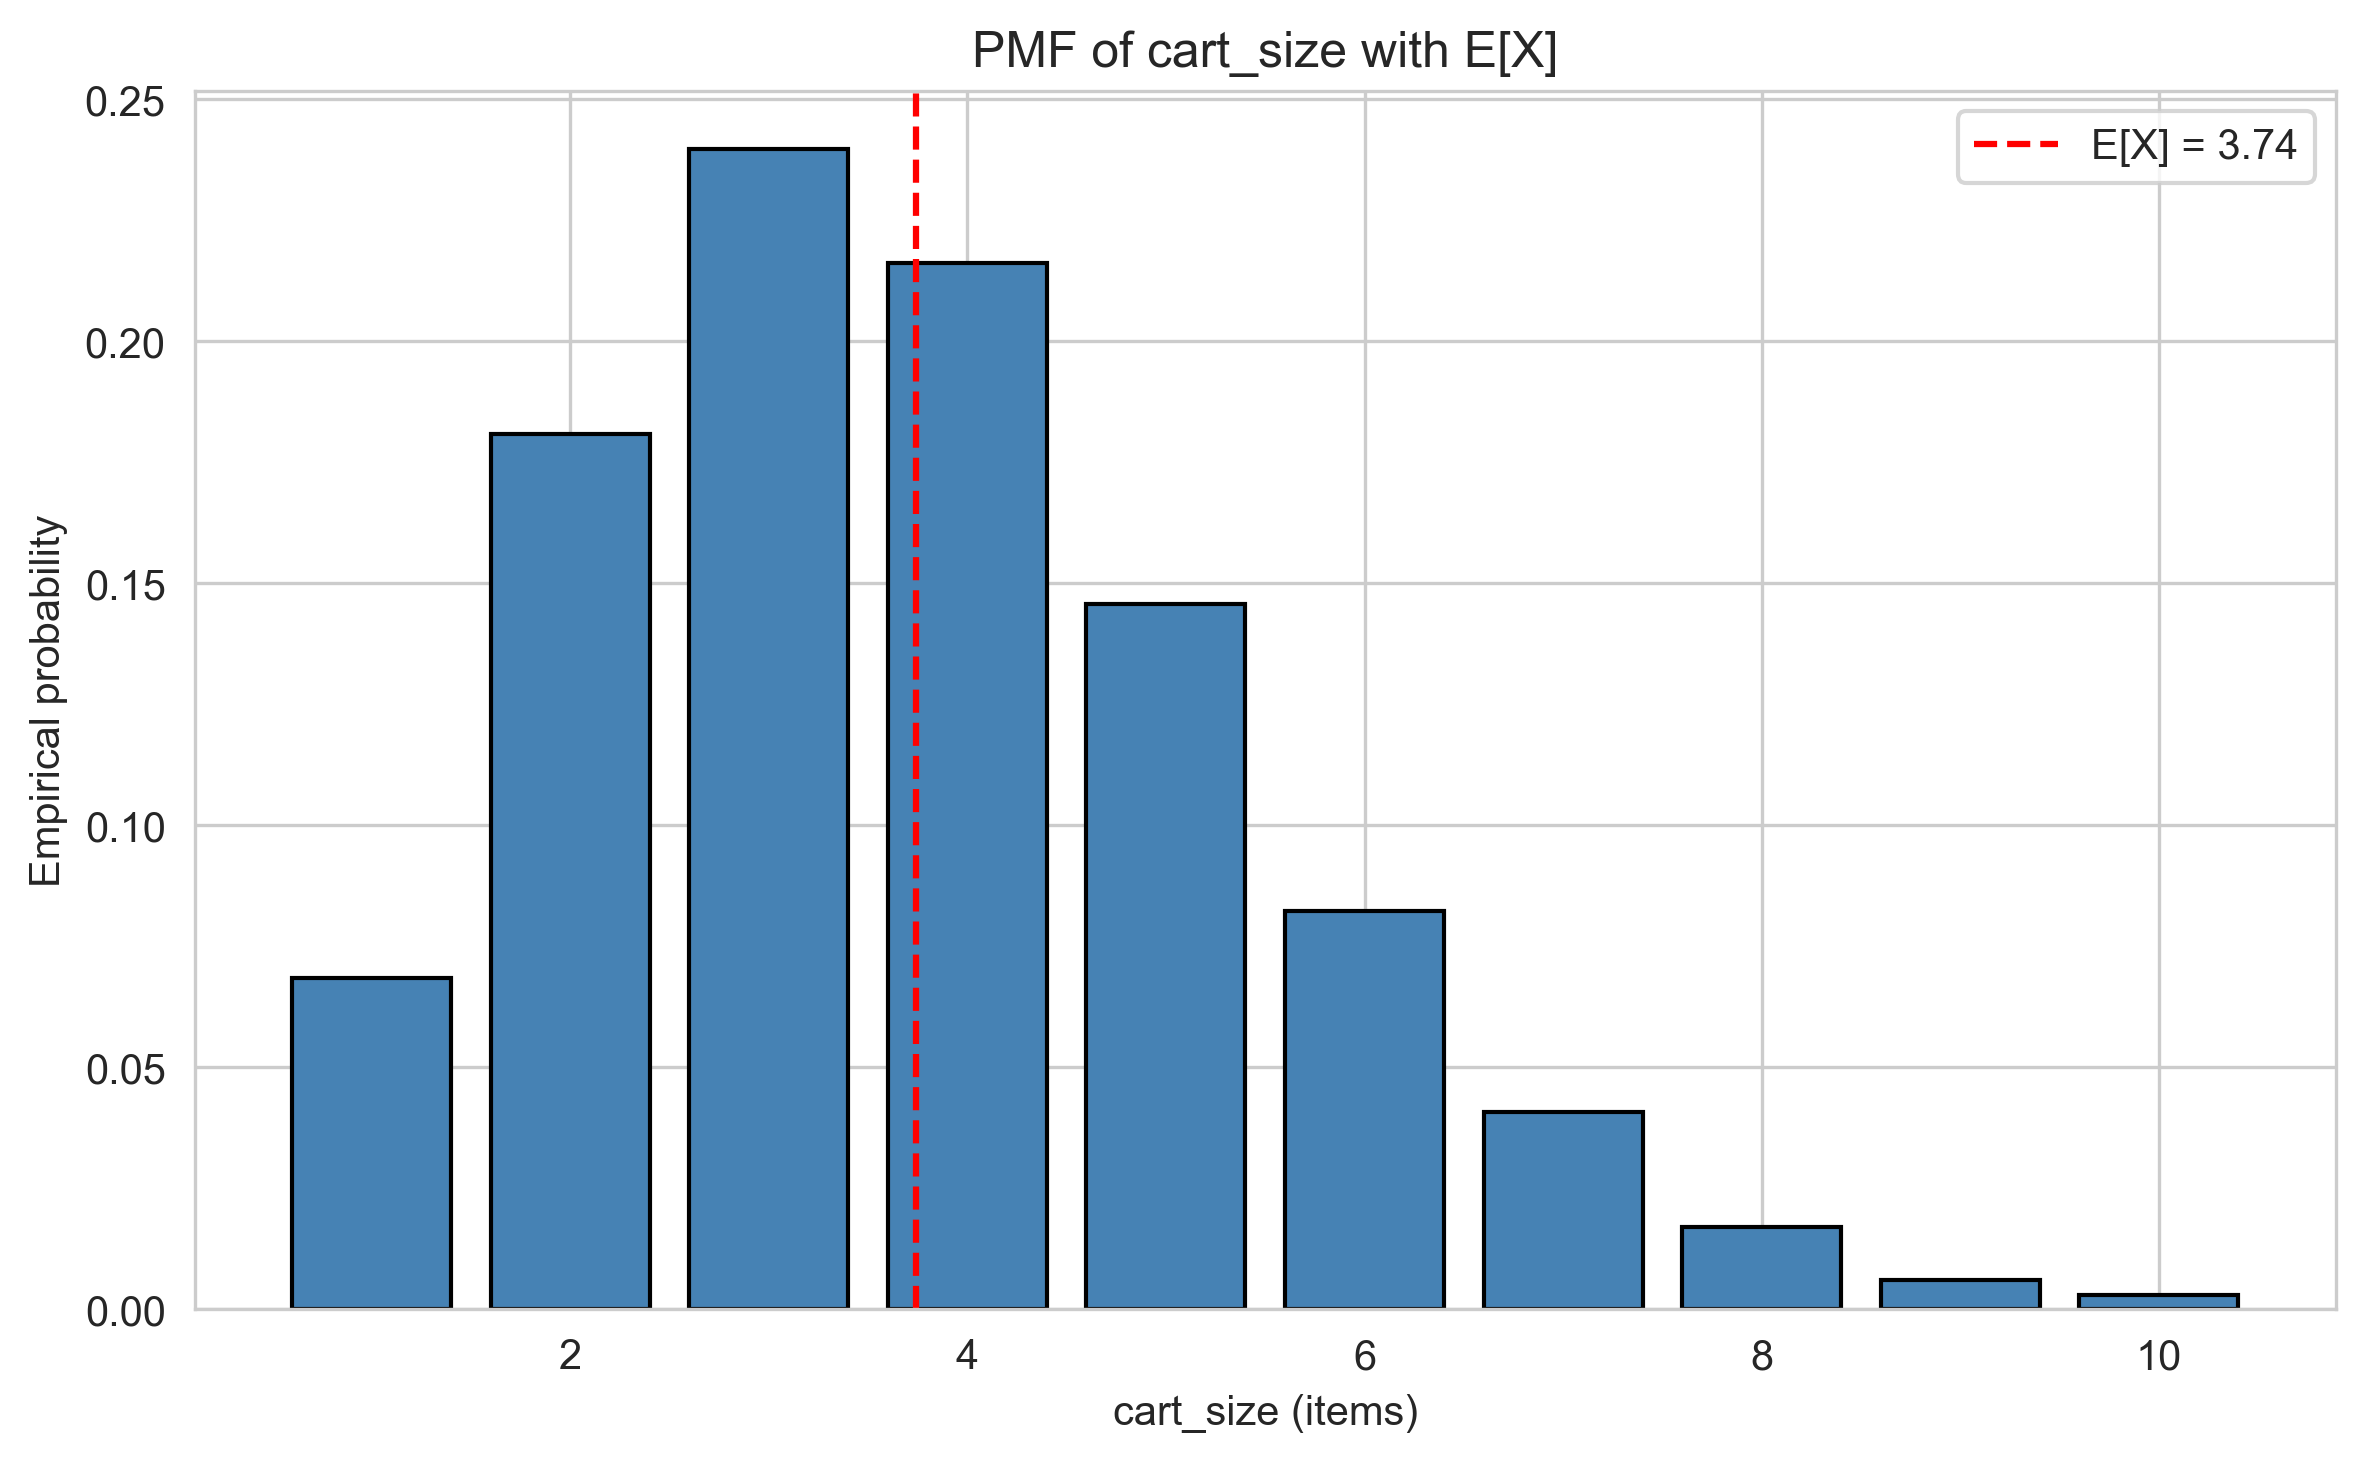 PMF of cart_size with E[X]
E[X] = 3.74
0.25
0.20
0.15
0.10
0.05
0.00
Empirical probability
2
4
6
8
10
cart_size (items)